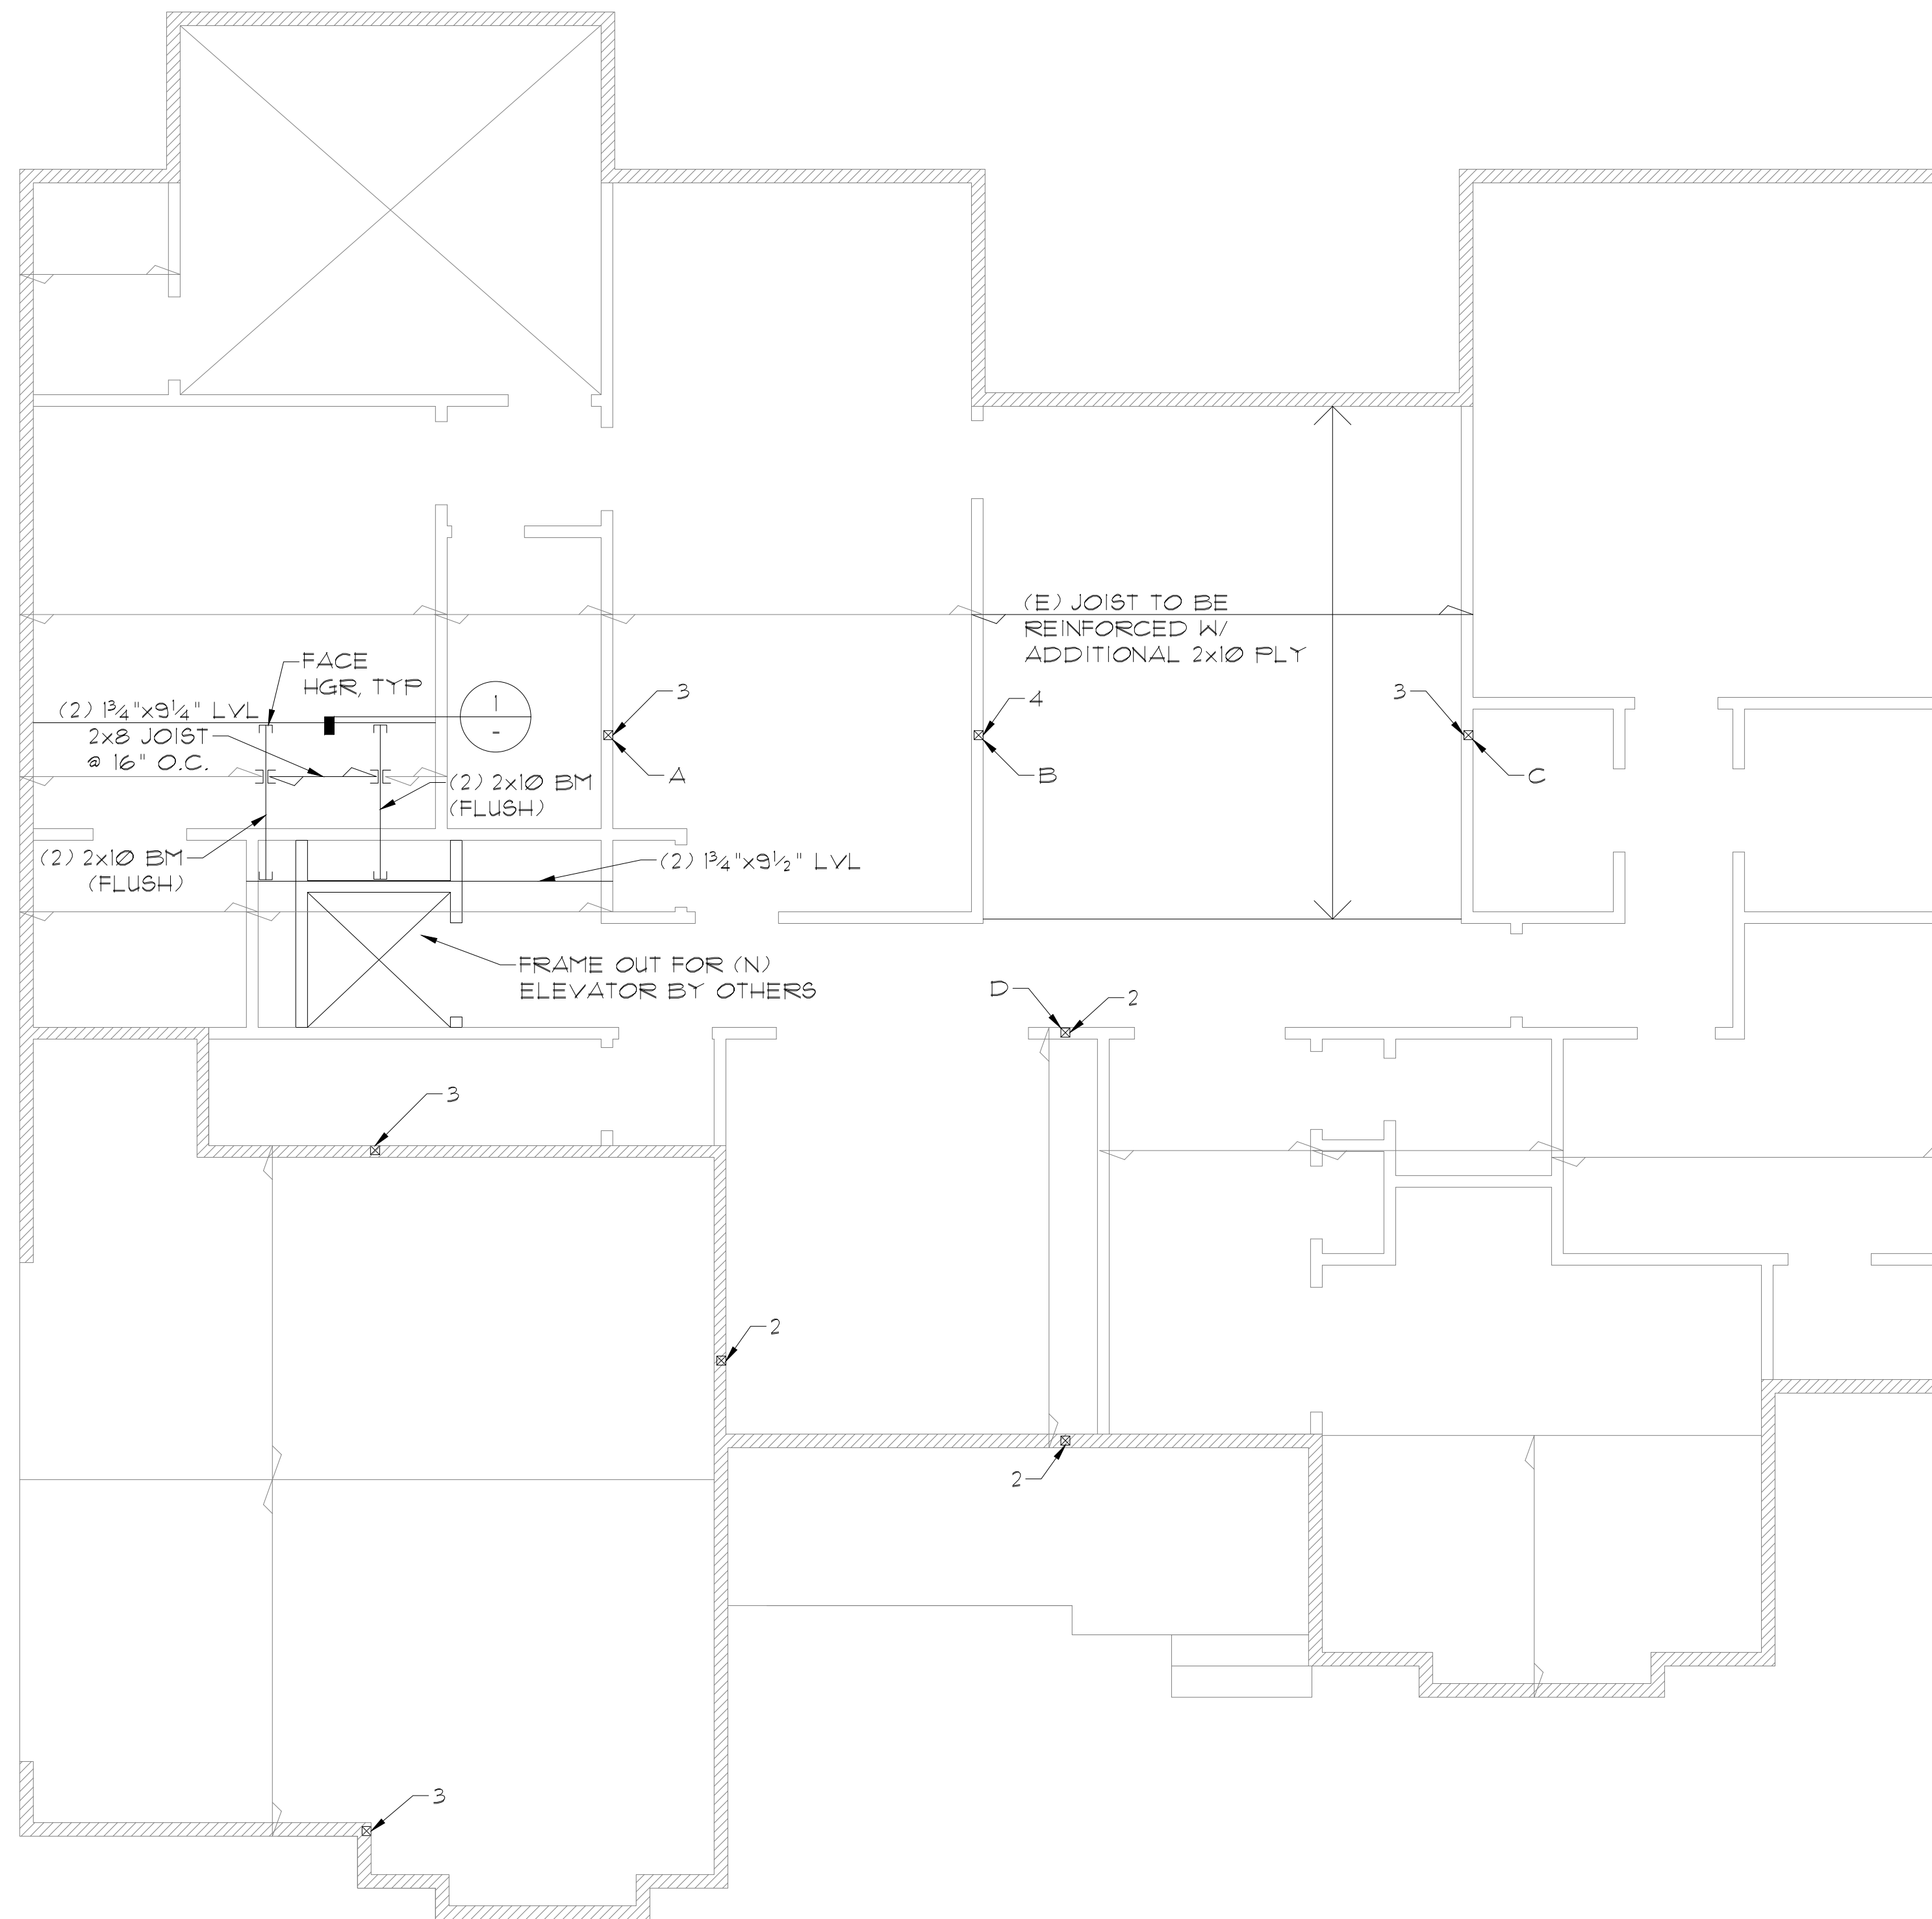 (E) JOIST TO BE
REINFORCED W/
ADDITIONAL 2x10 PLY
FACE
HGR, TYP
(2) 1¾"x9¼" LVL
2x8 JOIST
@ 16" O.C.
1
-
3
A
4
B
3
C
(2) 2x10 BM
(FLUSH)
(2) 2x10 BM
(FLUSH)
(2) 1¾"x9½" LVL
FRAME OUT FOR (N)
ELEVATOR BY OTHERS
D
2
3
2
2
3